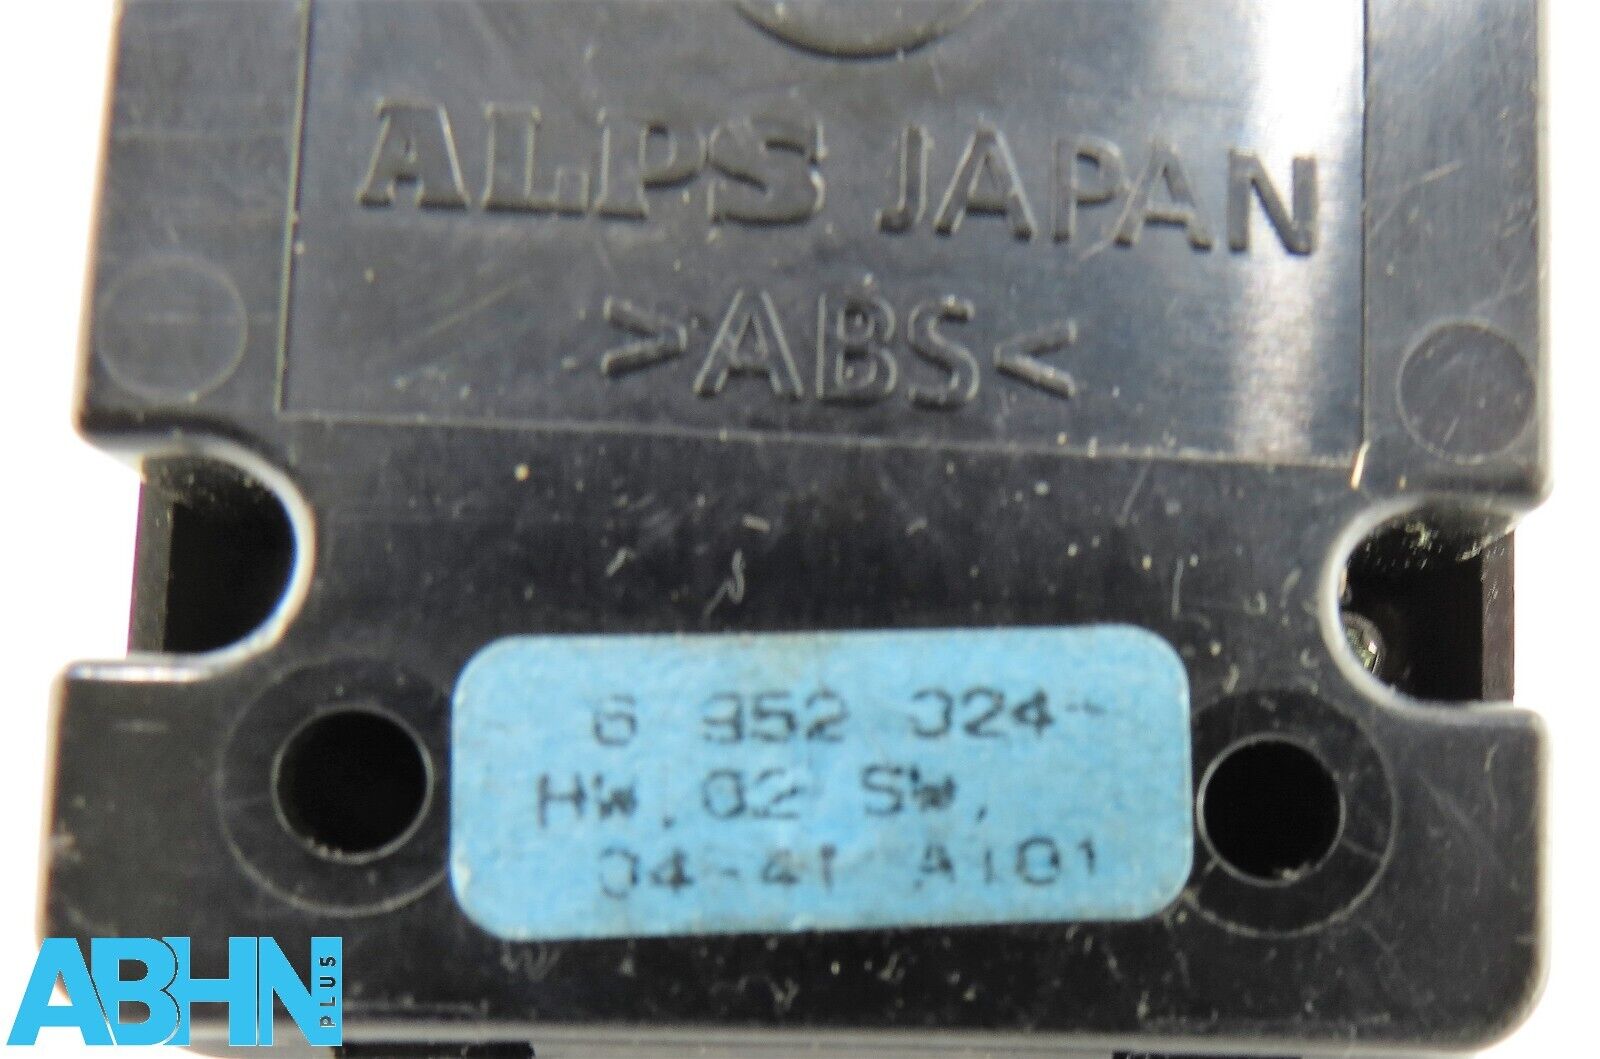 ALPS JAPAN
>ABS<
6 952 024-
HW.02 SW.
04-41 A101
ABHN PLUS